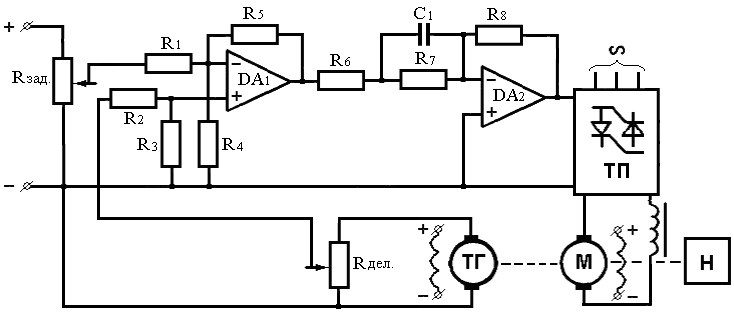 +
R5
C1
R8
S
R1
R6
R7
Rзад.
−
DA1
−
DA2
R2
+
+
R3
R4
ТП
−
+
+
Rдел.
ТГ
М
Н
−
−